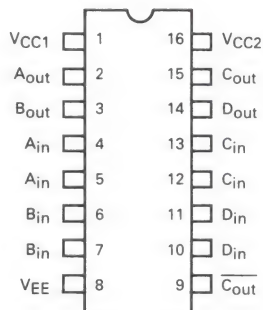 VCC1 1 16 VCC2
Aout 2 15 Cout
Bout 3 14 Dout
Ain 4 13 Cin
Ain 5 12 Cin
Bin 6 11 Din
Bin 7 10 Din
VEE 8 9 C̅o̅u̅t̅